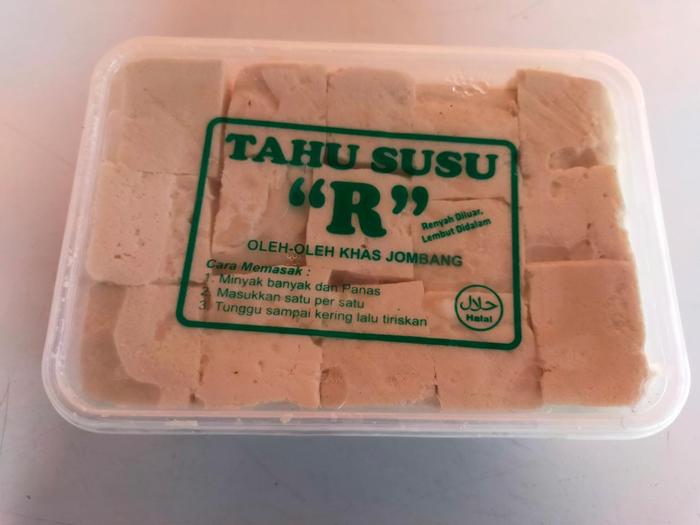 TAHU SUSU
"R"
Renyah Diluar,
Lembut Didalam
OLEH-OLEH KHAS JOMBANG
Cara Memasak :
1. Minyak banyak dan Panas
2. Masukkan satu per satu
3. Tunggu sampai kering lalu tiriskan
حلال
Halal